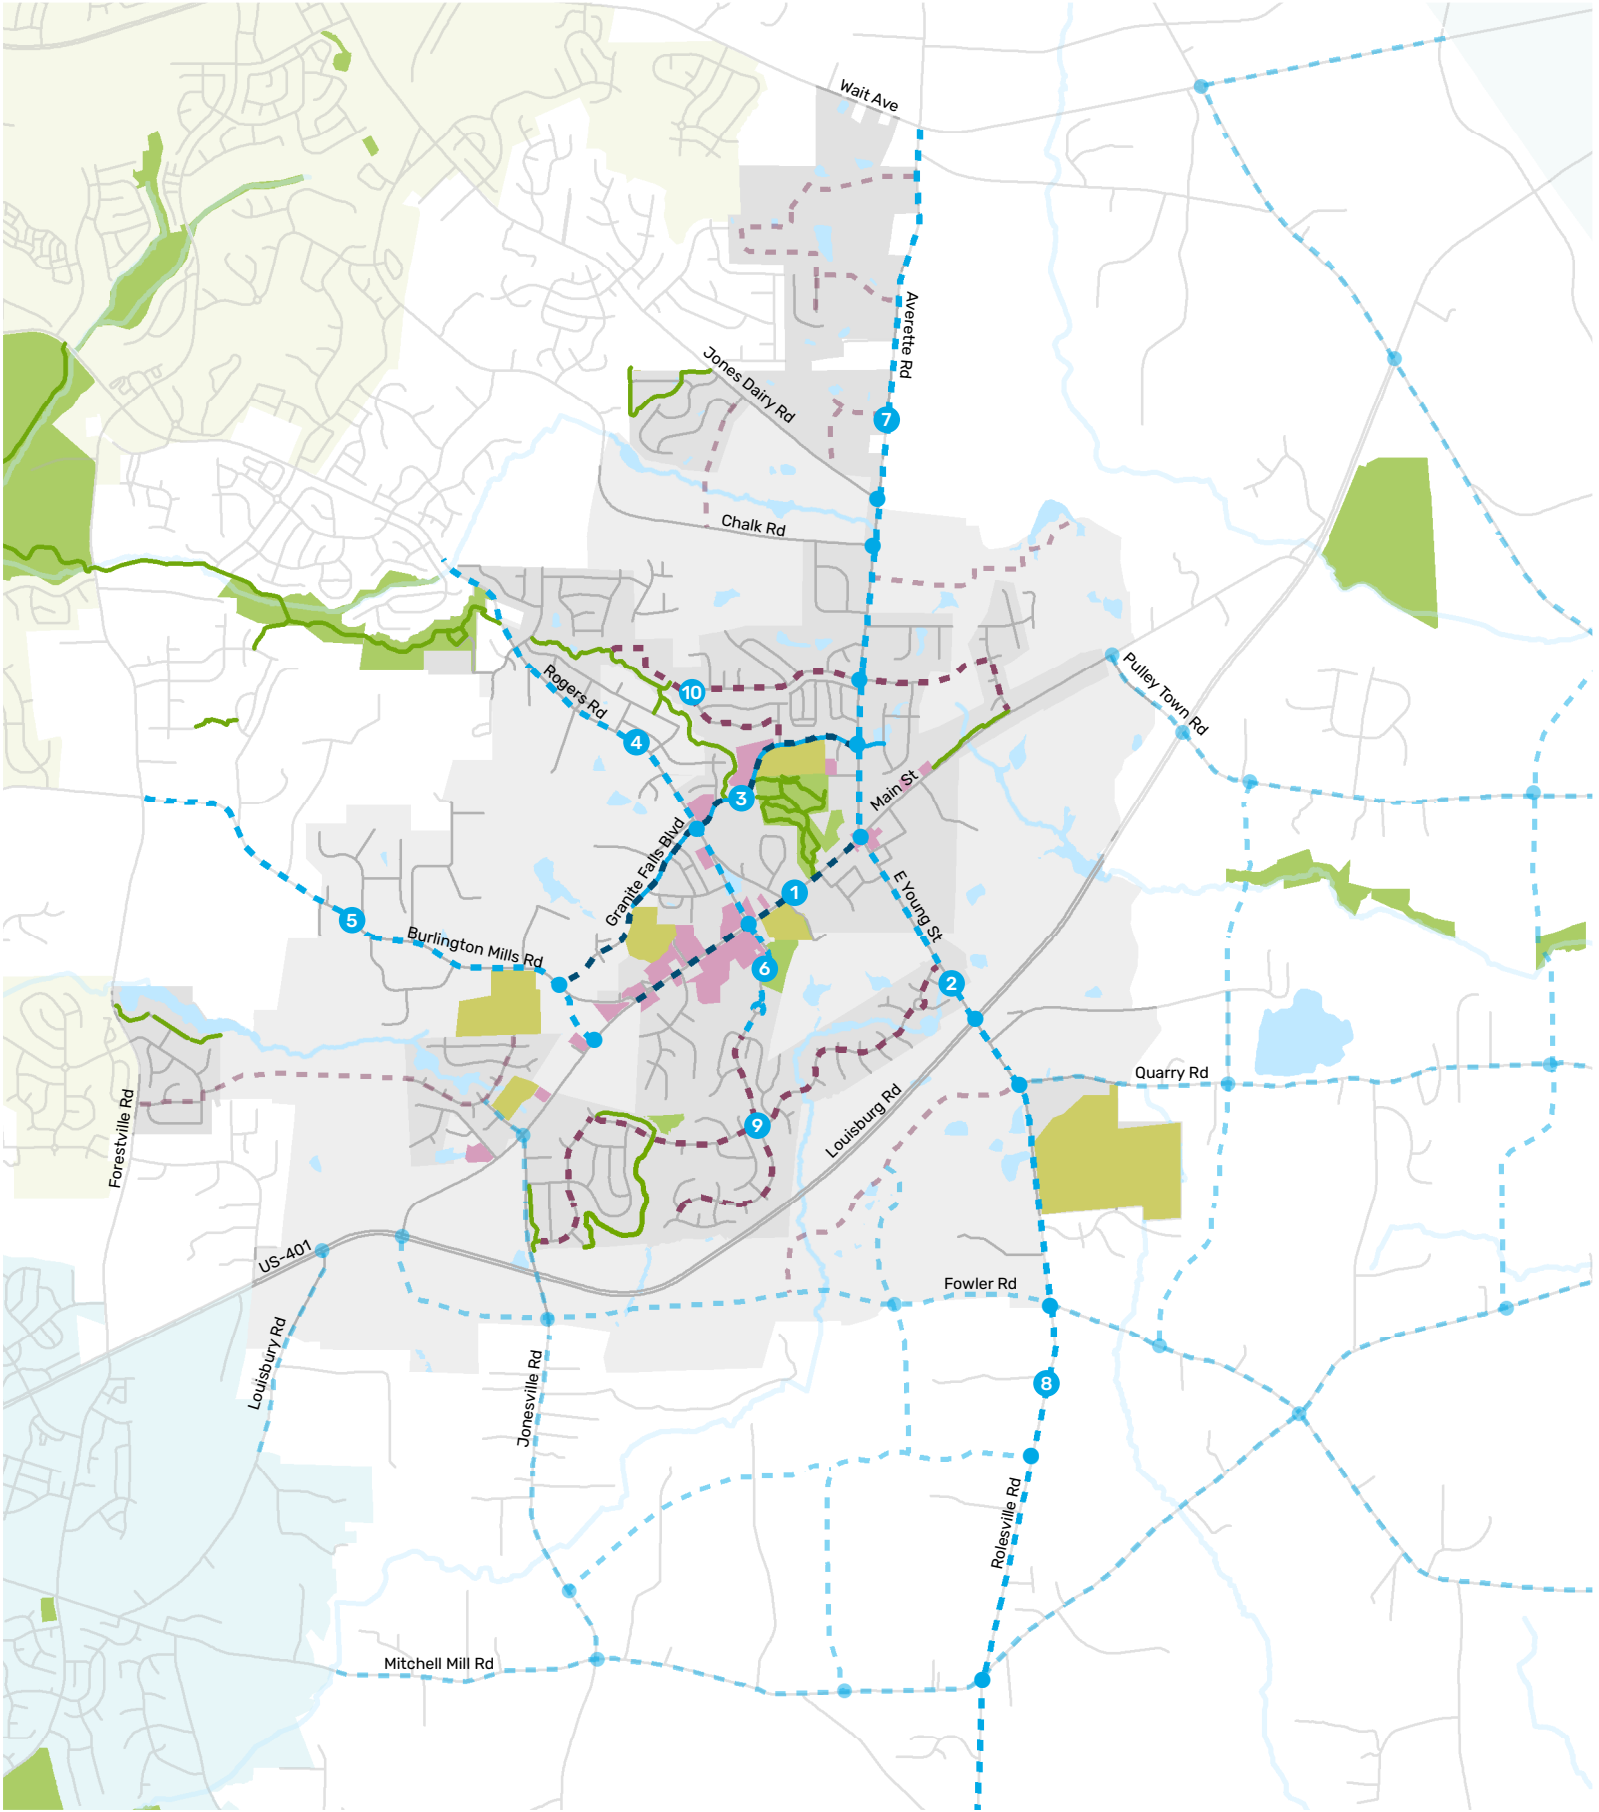 Wait Ave
Averette Rd
Jones Dairy Rd
7
Chalk Rd
Pulley Town Rd
Rogers Rd
10
4
Main St
3
Granite Falls Blvd
1
E Young St
5
Burlington Mills Rd
6
2
Quarry Rd
Forestville Rd
Louisburg Rd
9
US-401
Fowler Rd
Louisbury Rd
Jonesville Rd
8
Rolesville Rd
Mitchell Mill Rd